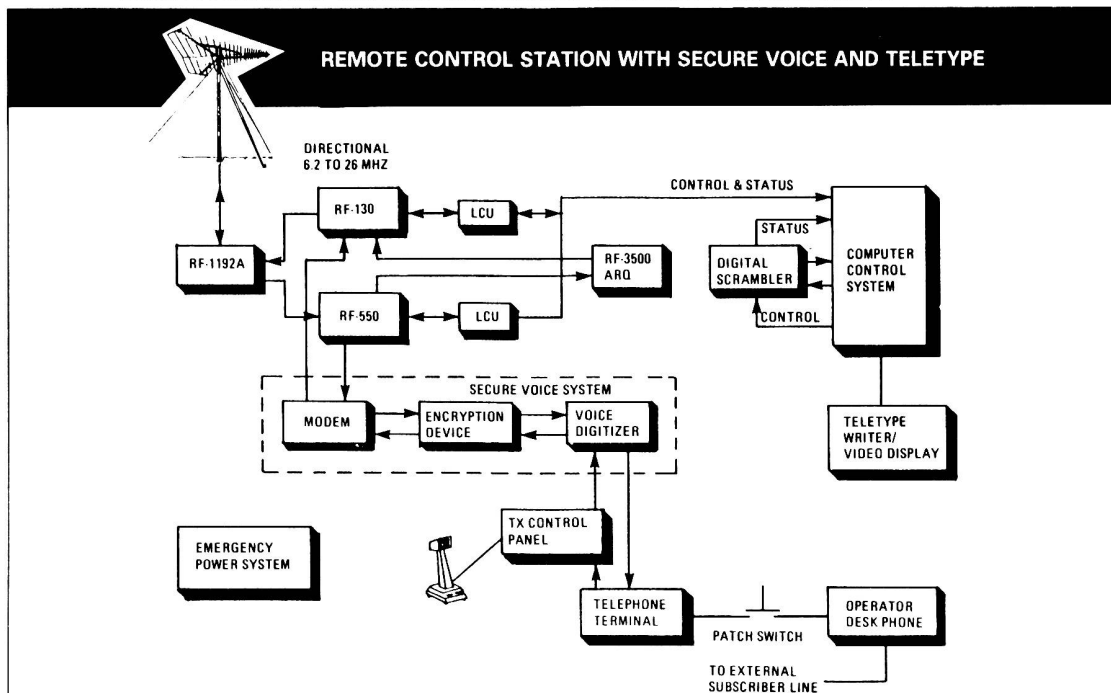 REMOTE CONTROL STATION WITH SECURE VOICE AND TELETYPE
DIRECTIONAL
6.2 TO 26 MHZ
RF-130
LCU
CONTROL & STATUS
RF-1192A
RF-3500
ARQ
STATUS
DIGITAL
SCRAMBLER
COMPUTER
CONTROL
SYSTEM
RF-550
LCU
CONTROL
SECURE VOICE SYSTEM
MODEM
ENCRYPTION
DEVICE
VOICE
DIGITIZER
TELETYPE
WRITER/
VIDEO DISPLAY
TX CONTROL
PANEL
EMERGENCY
POWER SYSTEM
TELEPHONE
TERMINAL
PATCH SWITCH
OPERATOR
DESK PHONE
TO EXTERNAL
SUBSCRIBER LINE